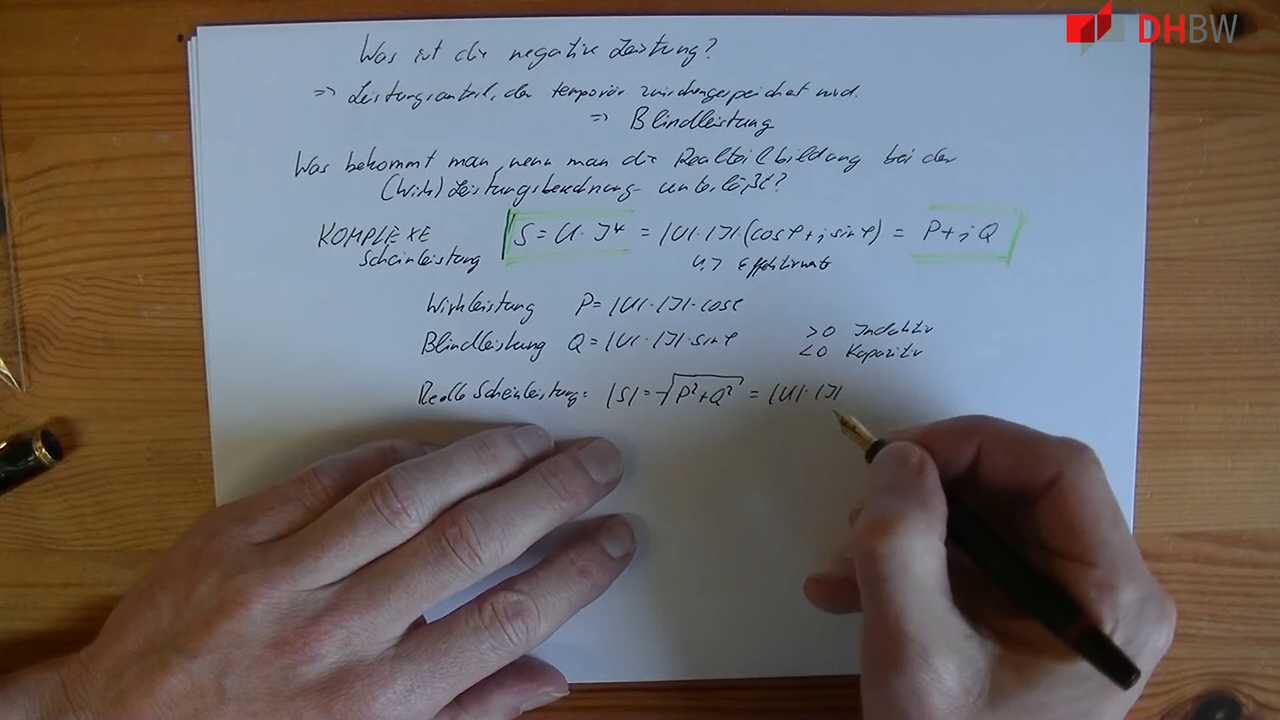 DHBW
Was ist die negative Leistung?
=> Leistungsanteil, der temporär zwischengespeichert wird.
=> Blindleistung
Was bekommt man, wenn man die Realteilbildung bei der
(Wirk) Leistungsberechnung unterläßt?
KOMPLEXE S = U · I* = |U| · |I| (cos φ + j sin φ) = P + j Q
Scheinleistung Effektivwerte
Wirkleistung P = |U| · |I| · cos φ
Blindleistung Q = |U| · |I| · sin φ >0 Induktiv
<0 Kapazitiv
Reelle Scheinleistung: |S| = √P²+Q² = |U| · |I|